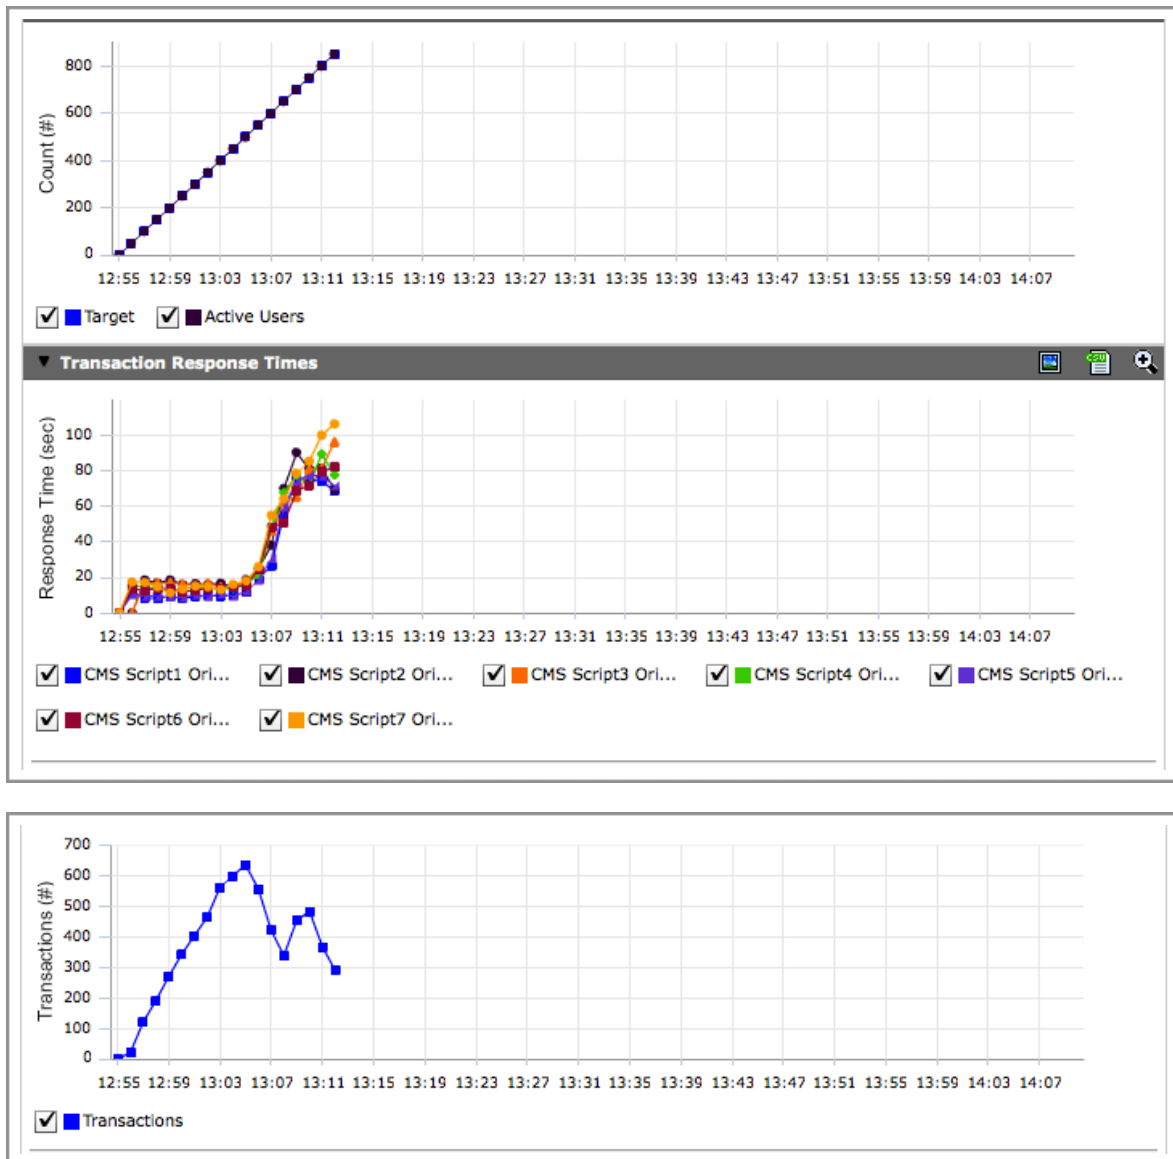 800
600
400
200
0
Count (#)
12:55 12:59 13:03 13:07 13:11 13:15 13:19 13:23 13:27 13:31 13:35 13:39 13:43 13:47 13:51 13:55 13:59 14:03 14:07
Target Active Users
Transaction Response Times
CSV
100
80
60
40
20
0
Response Time (sec)
12:55 12:59 13:03 13:07 13:11 13:15 13:19 13:23 13:27 13:31 13:35 13:39 13:43 13:47 13:51 13:55 13:59 14:03 14:07
CMS Script1 Ori... CMS Script2 Ori... CMS Script3 Ori... CMS Script4 Ori... CMS Script5 Ori...
CMS Script6 Ori... CMS Script7 Ori...
700
600
500
400
300
200
100
0
Transactions (#)
12:55 12:59 13:03 13:07 13:11 13:15 13:19 13:23 13:27 13:31 13:35 13:39 13:43 13:47 13:51 13:55 13:59 14:03 14:07
Transactions